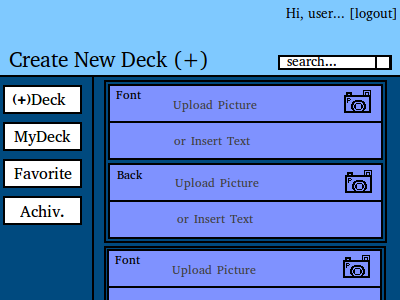 Hi, user... [logout]
Create New Deck (+)
search...
(+)Deck
MyDeck
Favorite
Achiv.
Font
Upload Picture
or Insert Text
Back
Upload Picture
or Insert Text
Font
Upload Picture